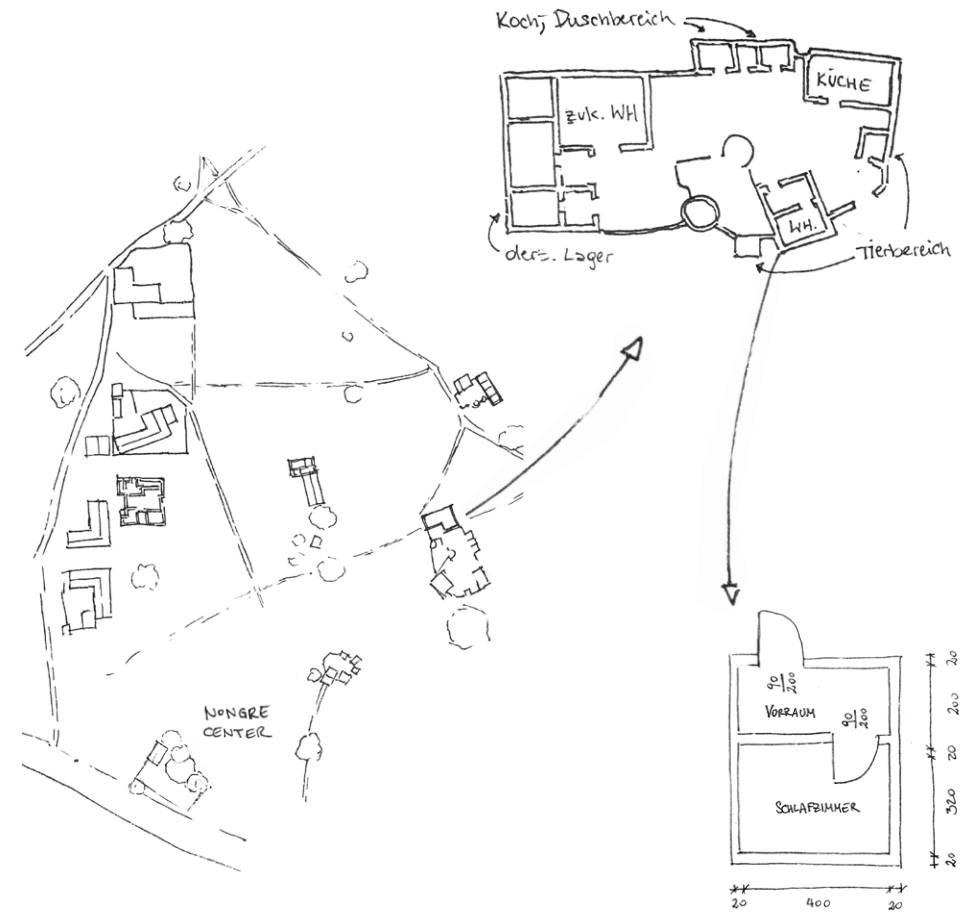 Koch-, Duschbereich
KÜCHE
zuk. WH
WH.
derz. Lager
Tierbereich
NONGRE
CENTER
90
200
VORRAUM
90
200
SCHLAFZIMMER
20
200
20
320
20
20
400
20